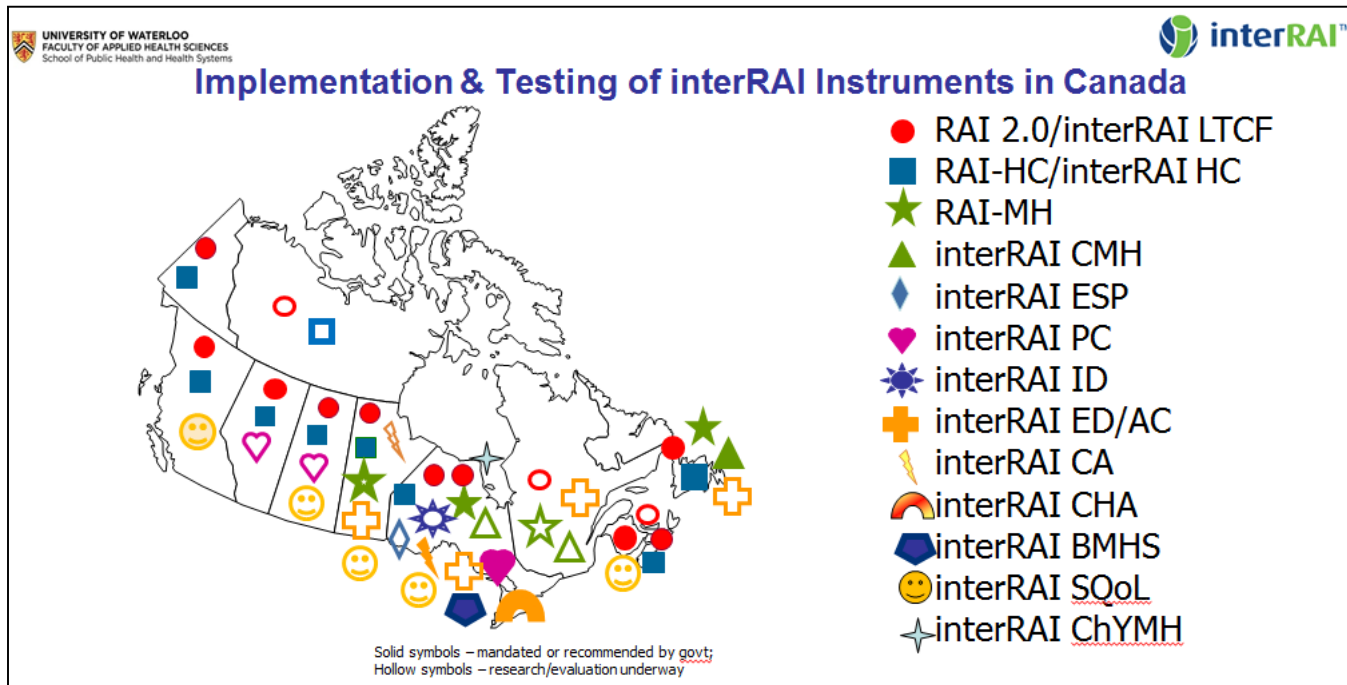 UNIVERSITY OF WATERLOO
FACULTY OF APPLIED HEALTH SCIENCES
School of Public Health and Health Systems
interRAI™
Implementation & Testing of interRAI Instruments in Canada
RAI 2.0/interRAI LTCF
RAI-HC/interRAI HC
RAI-MH
interRAI CMH
interRAI ESP
interRAI PC
interRAI ID
interRAI ED/AC
interRAI CA
interRAI CHA
interRAI BMHS
interRAI SQoL
interRAI ChYMH
Solid symbols – mandated or recommended by govt;
Hollow symbols – research/evaluation underway